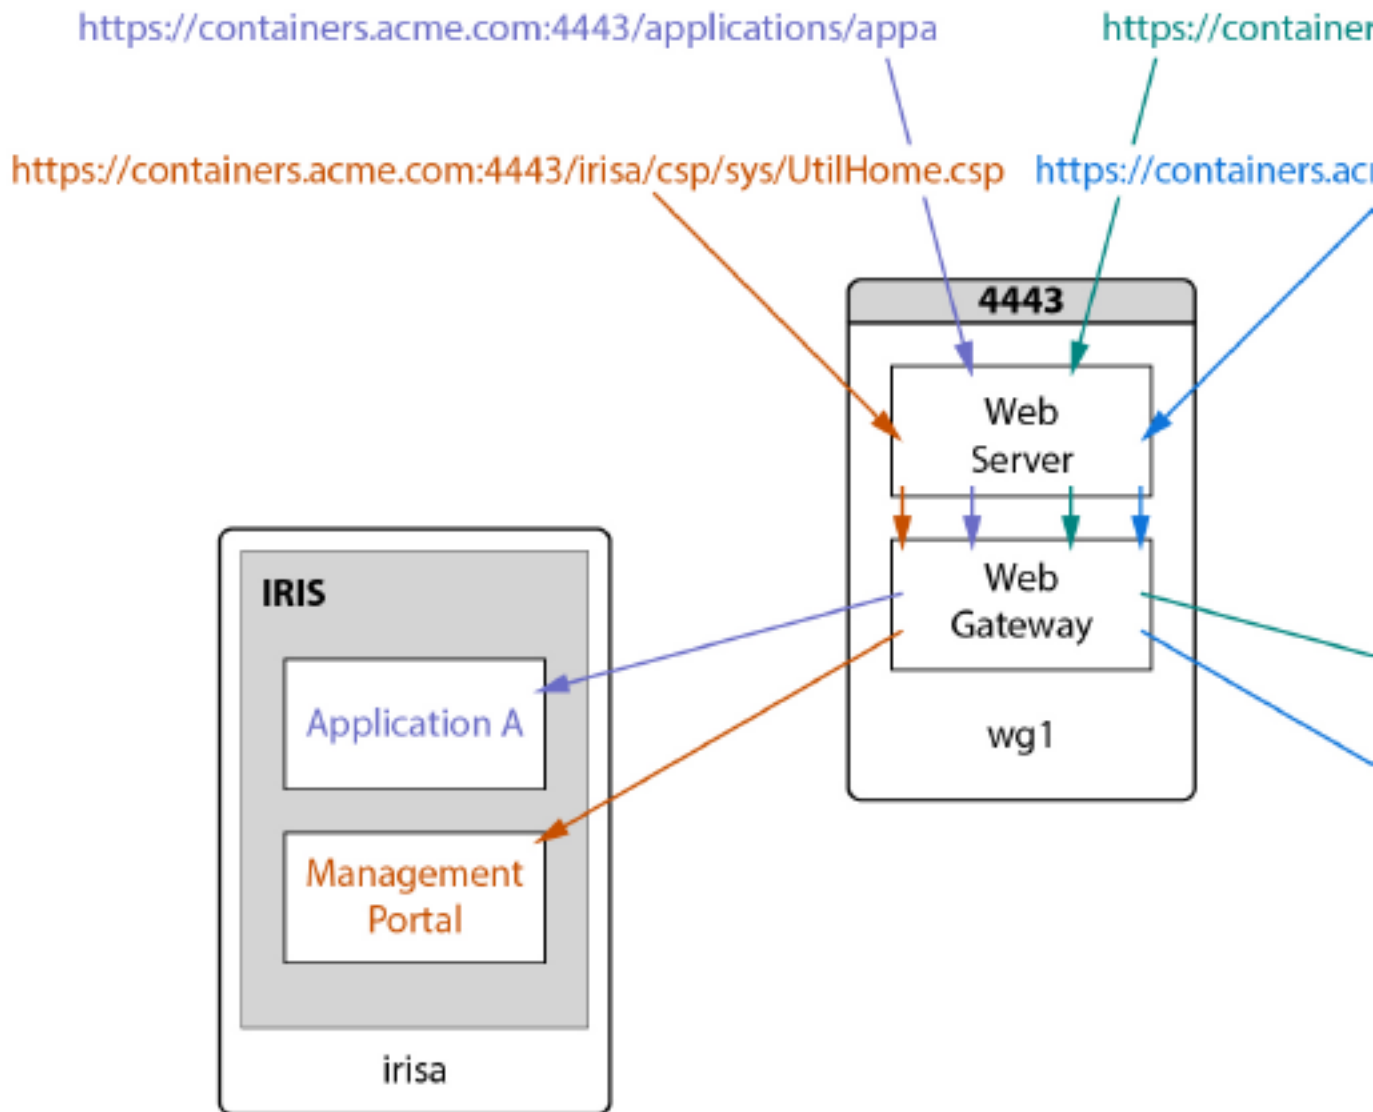 https://containers.acme.com:4443/applications/appa
https://container
https://containers.acme.com:4443/irisa/csp/sys/UtilHome.csp
https://containers.ac
4443
Web
Server
Web
Gateway
wg1
IRIS
Application A
Management
Portal
irisa